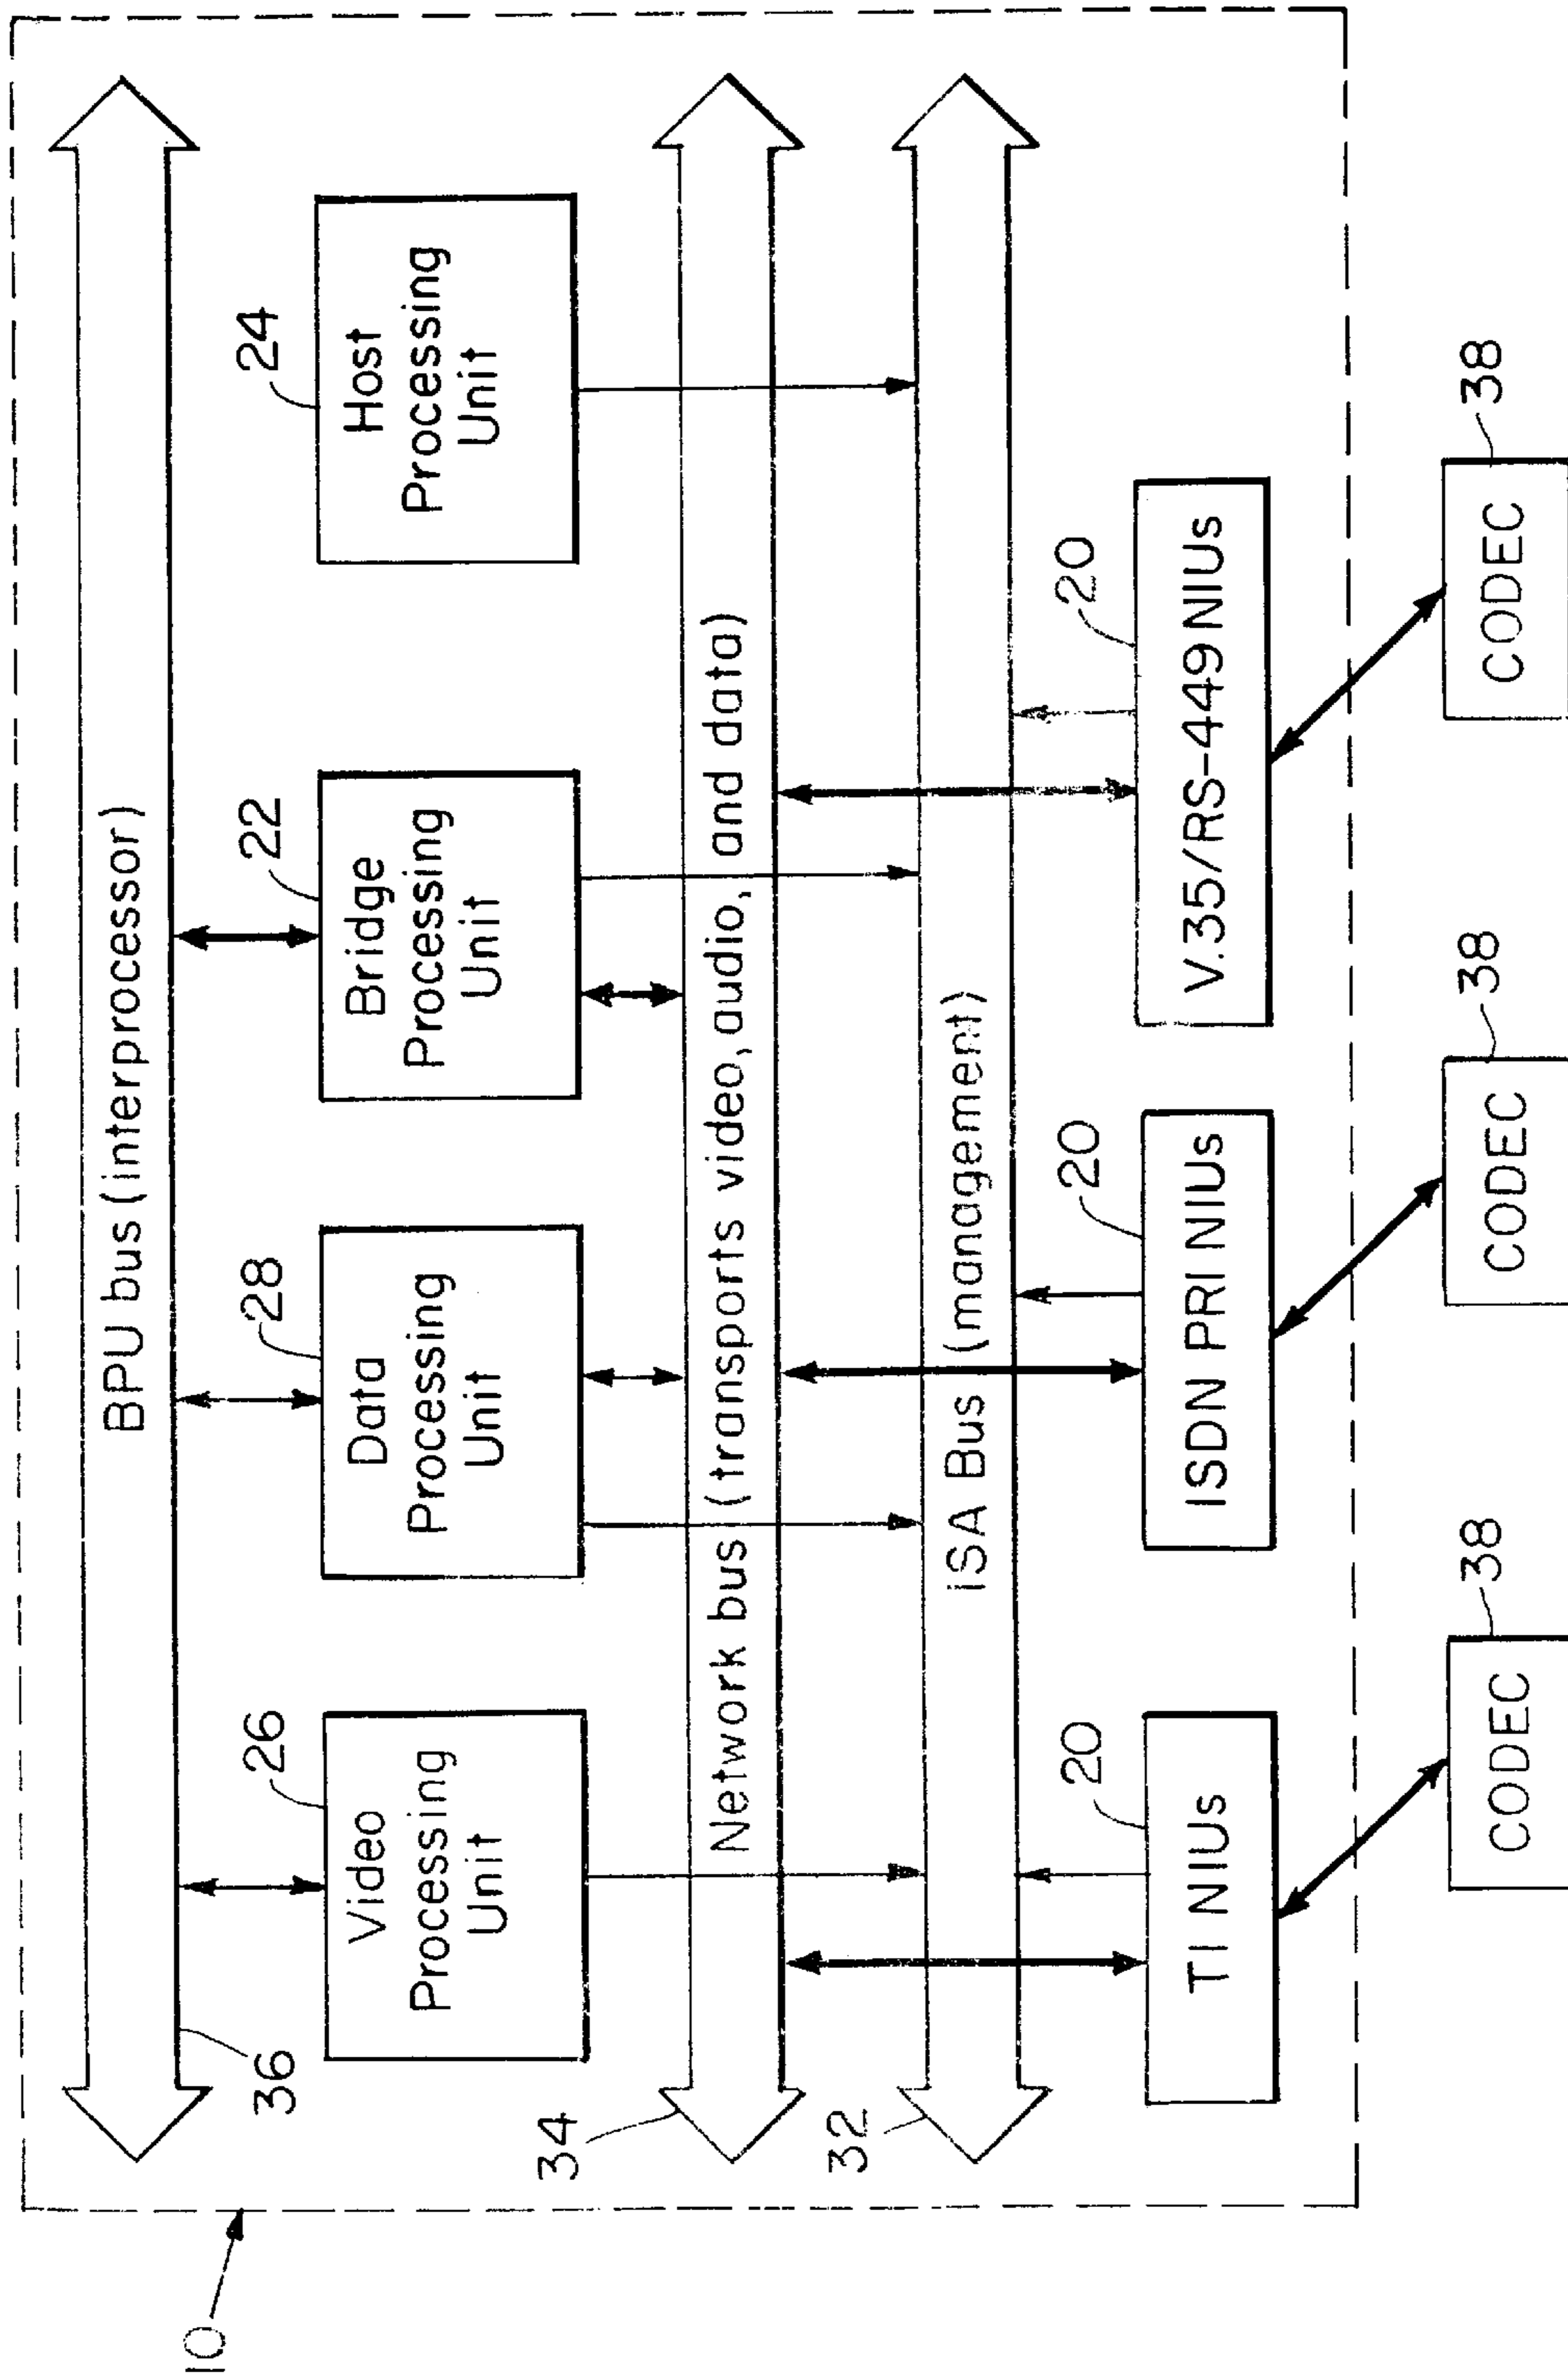 10
BPU bus (interprocessor)
36
26
28
22
24
Video
Processing
Unit
Data
Processing
Unit
Bridge
Processing
Unit
Host
Processing
Unit
34
Network bus (transports video, audio, and data)
32
ISA Bus (management)
20
20
20
T1 NIUs
ISDN PRI NIUs
V.35/RS-449 NIUs
38
38
38
CODEC
CODEC
CODEC